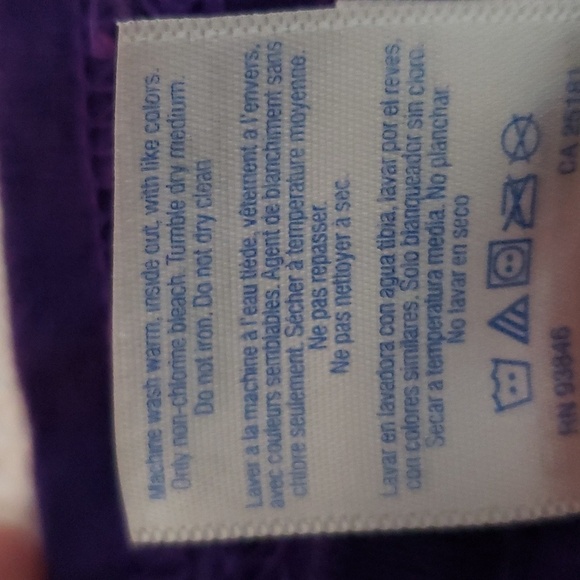 Machine wash warm, inside out, with like colors.
Only non-chlorine bleach. Tumble dry medium.
Do not iron. Do not dry clean
Laver a la machine à l'eau tiède, vêtement a l'envers,
avec couleurs semblables. Agent de blanchiment sans
chlore seulement. Sécher à température moyenne.
Ne pas repasser
Ne pas nettoyer a sec
Lavar en lavadora con agua tibia, lavar por el reves,
con colores similares. Solo blanqueador sin cloro.
Secar a temperatura media. No planchar.
No lavar en seco
RN 93846 CA 25181